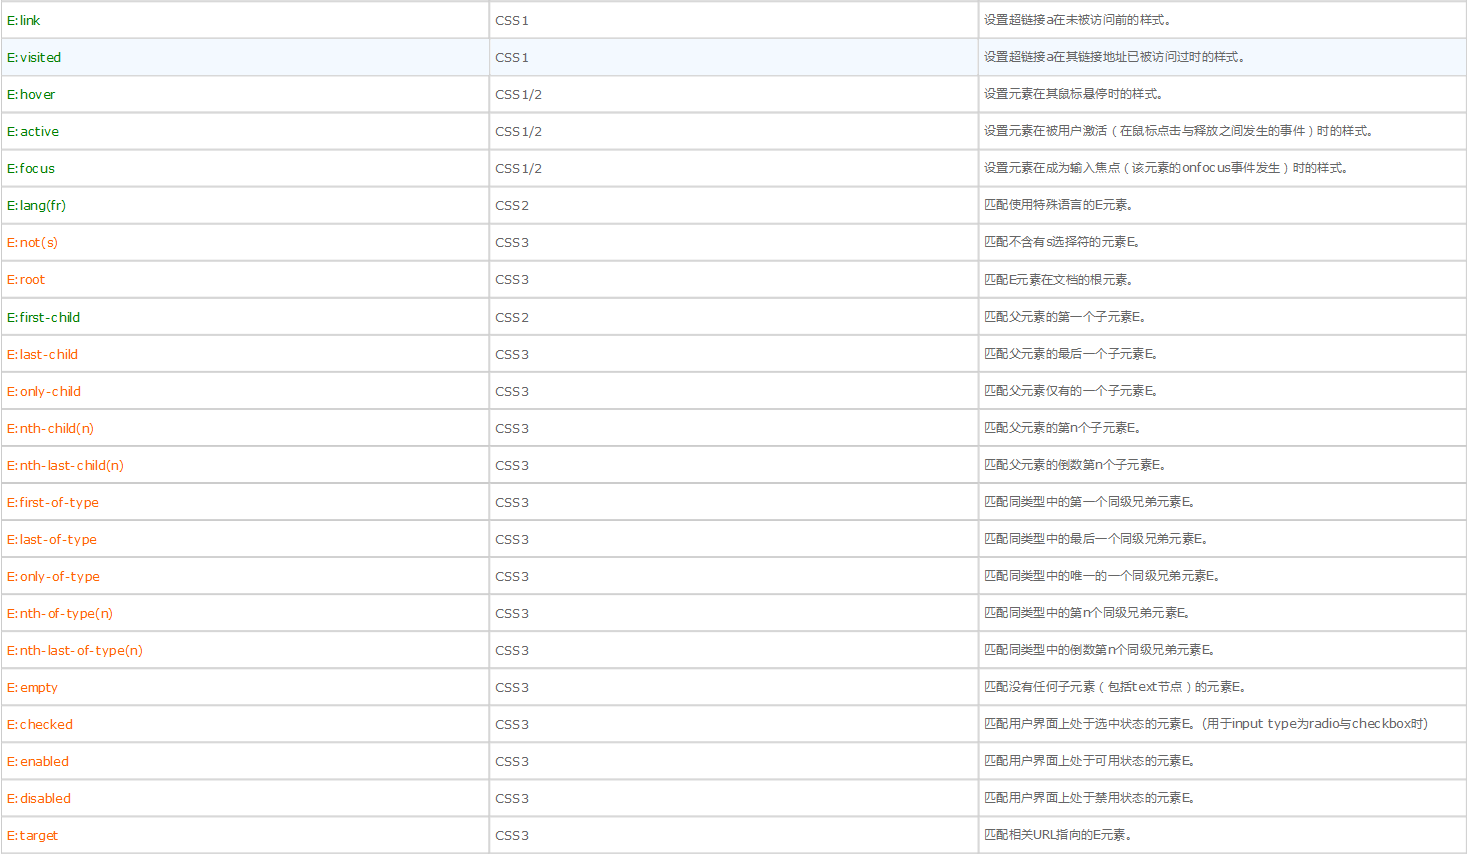 E:link CSS1 设置超链接a在未被访问前的样式。
E:visited CSS1 设置超链接a在其链接地址已被访问过时的样式。
E:hover CSS1/2 设置元素在其鼠标悬停时的样式。
E:active CSS1/2 设置元素在被用户激活（在鼠标点击与释放之间发生的事件）时的样式。
E:focus CSS1/2 设置元素在成为输入焦点（该元素的onfocus事件发生）时的样式。
E:lang(fr) CSS2 匹配使用特殊语言的E元素。
E:not(s) CSS3 匹配不含有s选择符的元素E。
E:root CSS3 匹配E元素在文档的根元素。
E:first-child CSS2 匹配父元素的第一个子元素E。
E:last-child CSS3 匹配父元素的最后一个子元素E。
E:only-child CSS3 匹配父元素仅有的一个子元素E。
E:nth-child(n) CSS3 匹配父元素的第n个子元素E。
E:nth-last-child(n) CSS3 匹配父元素的倒数第n个子元素E。
E:first-of-type CSS3 匹配同类型中的第一个同级兄弟元素E。
E:last-of-type CSS3 匹配同类型中的最后一个同级兄弟元素E。
E:only-of-type CSS3 匹配同类型中的唯一的一个同级兄弟元素E。
E:nth-of-type(n) CSS3 匹配同类型中的第n个同级兄弟元素E。
E:nth-last-of-type(n) CSS3 匹配同类型中的倒数第n个同级兄弟元素E。
E:empty CSS3 匹配没有任何子元素（包括text节点）的元素E。
E:checked CSS3 匹配用户界面上处于选中状态的元素E。(用于input type为radio与checkbox时)
E:enabled CSS3 匹配用户界面上处于可用状态的元素E。
E:disabled CSS3 匹配用户界面上处于禁用状态的元素E。
E:target CSS3 匹配相关URL指向的E元素。